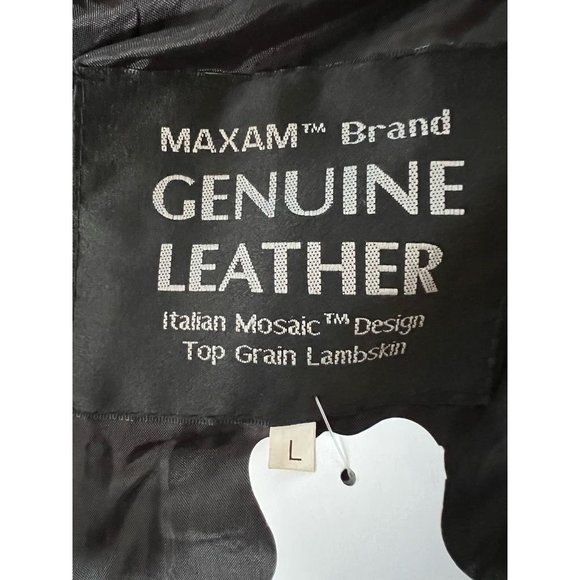 MAXAM™ Brand
GENUINE
LEATHER
Italian Mosaic™ Design
Top Grain Lambskin
L